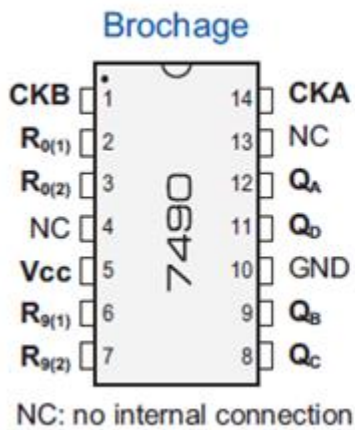 Brochage
CKB 1 14 CKA
R0(1) 2 13 NC
R0(2) 3 12 QA
NC 4 11 QD
Vcc 5 10 GND
R9(1) 6 9 QB
R9(2) 7 8 QC
7490
NC: no internal connection